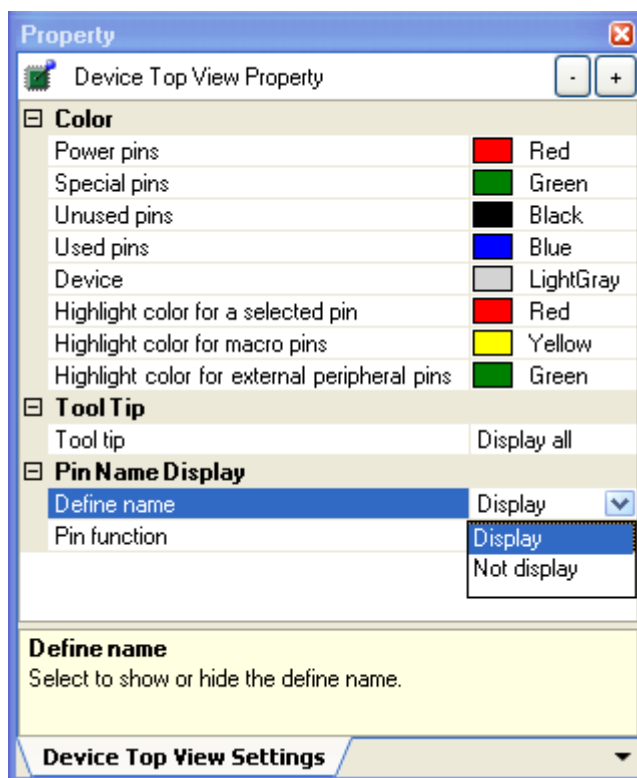 Property
Device Top View Property - +
Color
Power pins Red
Special pins Green
Unused pins Black
Used pins Blue
Device LightGray
Highlight color for a selected pin Red
Highlight color for macro pins Yellow
Highlight color for external peripheral pins Green
Tool Tip
Tool tip Display all
Pin Name Display
Define name Display
Pin function Display
Not display
Define name
Select to show or hide the define name.
Device Top View Settings